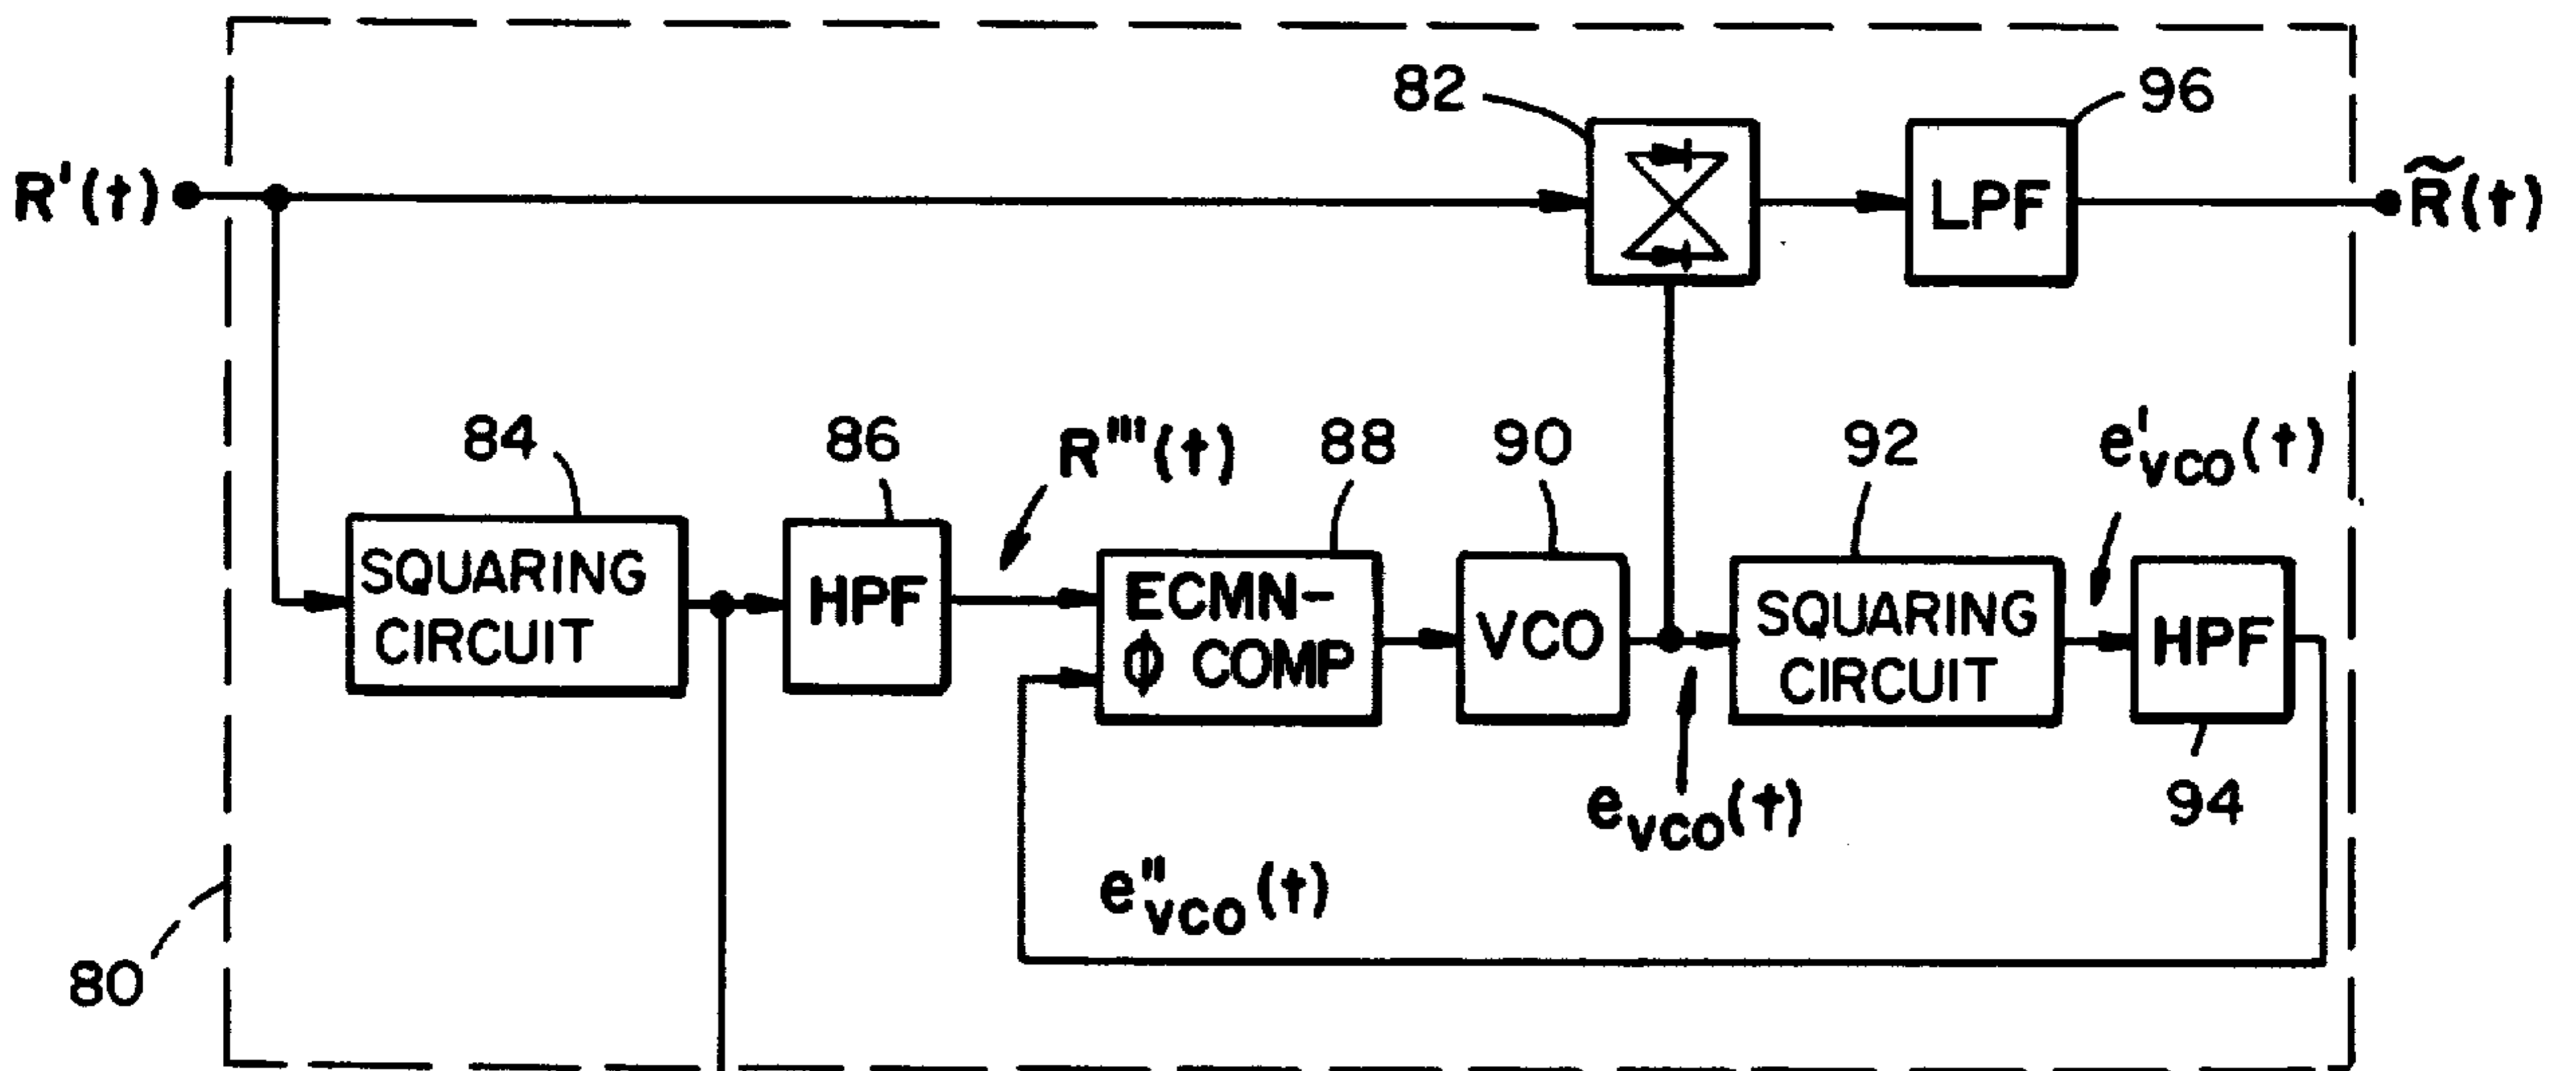 82
96
R'(t)
LPF
R̃(t)
84
86
R'''(t)
88
90
92
e'VCO(t)
SQUARING
CIRCUIT
HPF
ECMN-
Φ COMP
VCO
SQUARING
CIRCUIT
HPF
94
eVCO(t)
e''VCO(t)
80